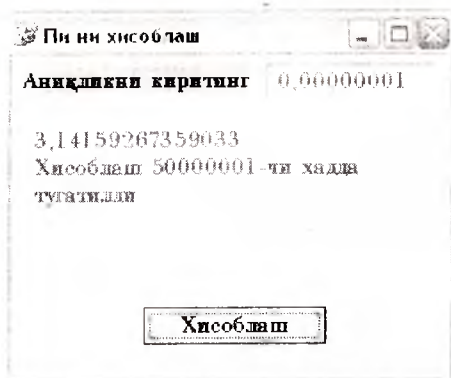 Пи ни хисоблаш
Аниқликни киритинг 0,00000001
3,14159267359033
Хисоблаш 50000001-чи хадда
тугатилди
Хисоблаш